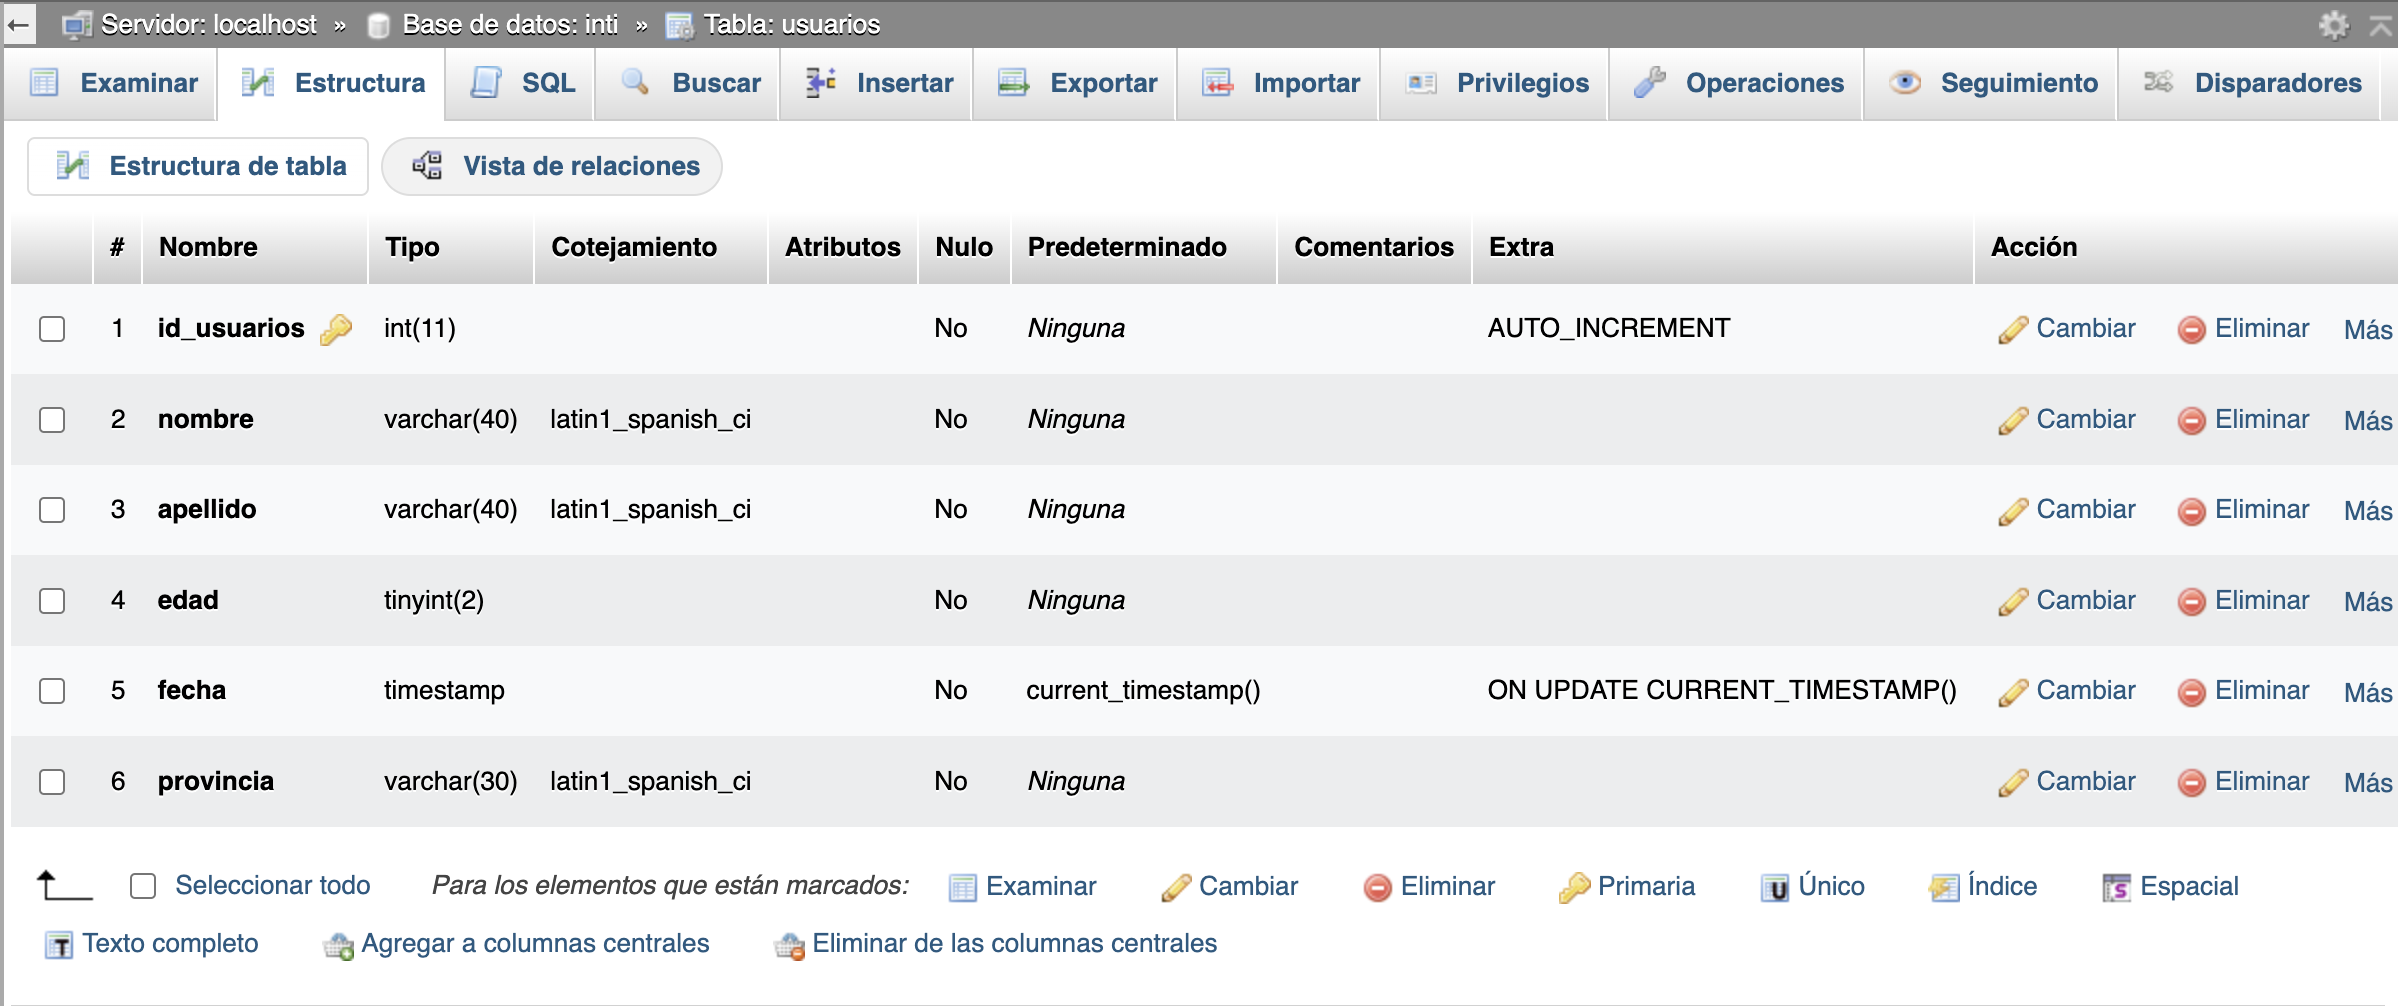 Servidor: localhost » Base de datos: inti » Tabla: usuarios
Examinar Estructura SQL Buscar Insertar Exportar Importar Privilegios Operaciones Seguimiento Disparadores
Estructura de tabla Vista de relaciones
# Nombre Tipo Cotejamiento Atributos Nulo Predeterminado Comentarios Extra Acción
1 id_usuarios int(11) No Ninguna AUTO_INCREMENT Cambiar Eliminar Más
2 nombre varchar(40) latin1_spanish_ci No Ninguna Cambiar Eliminar Más
3 apellido varchar(40) latin1_spanish_ci No Ninguna Cambiar Eliminar Más
4 edad tinyint(2) No Ninguna Cambiar Eliminar Más
5 fecha timestamp No current_timestamp() ON UPDATE CURRENT_TIMESTAMP() Cambiar Eliminar Más
6 provincia varchar(30) latin1_spanish_ci No Ninguna Cambiar Eliminar Más
Seleccionar todo Para los elementos que están marcados: Examinar Cambiar Eliminar Primaria Único Índice Espacial
Texto completo Agregar a columnas centrales Eliminar de las columnas centrales